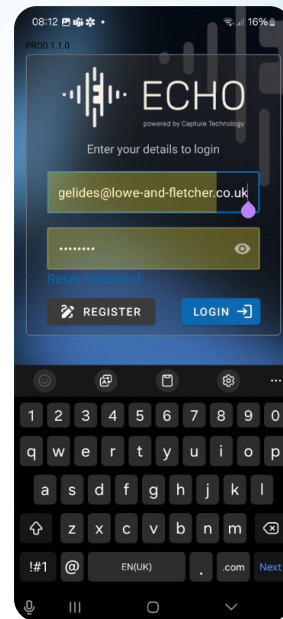 08:12 16%
PROD 1.1.0
ECHO
powered by Capture Technology
Enter your details to login
gelides@lowe-and-fletcher.co.uk
••••••••
Reset Password
REGISTER LOGIN
1 2 3 4 5 6 7 8 9 0
q w e r t y u i o p
a s d f g h j k l
z x c v b n m
!#1 @ EN(UK) . .com Next